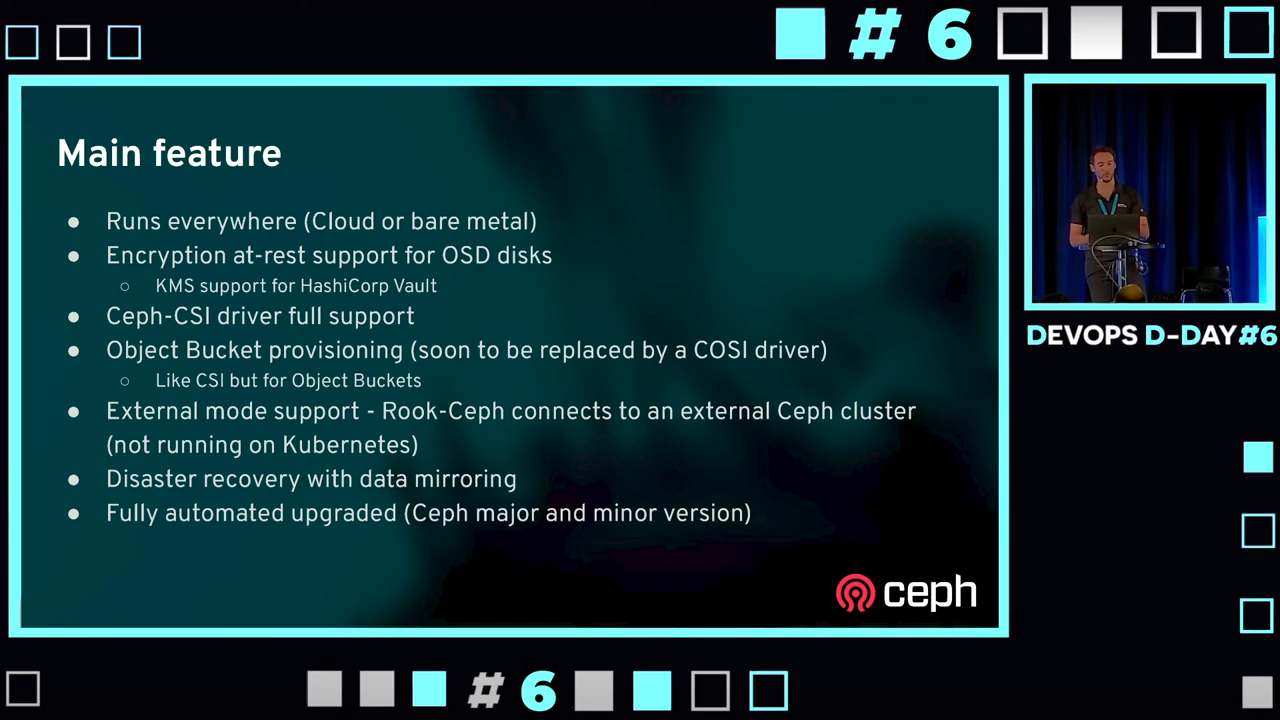 # 6
Main feature
● Runs everywhere (Cloud or bare metal)
● Encryption at-rest support for OSD disks
○ KMS support for HashiCorp Vault
● Ceph-CSI driver full support
● Object Bucket provisioning (soon to be replaced by a COSI driver)
○ Like CSI but for Object Buckets
● External mode support - Rook-Ceph connects to an external Ceph cluster
(not running on Kubernetes)
● Disaster recovery with data mirroring
● Fully automated upgraded (Ceph major and minor version)
ceph
DEVOPS D-DAY#6
# 6